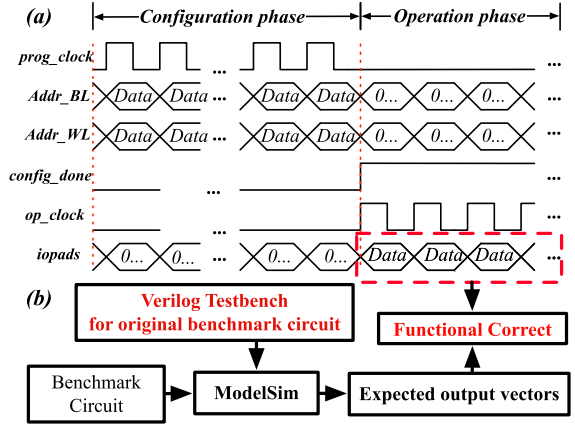 (a) Configuration phase Operation phase
prog_clock ... ...
Addr_BL Data Data ... Data Data 0... 0... 0... ...
Addr_WL Data Data ... Data Data 0... 0... 0... ...
config_done ... ...
op_clock ...
iopads 0... 0... ... 0... 0... Data Data Data ...
(b) Verilog Testbench
for original benchmark circuit
Functional Correct
Benchmark
Circuit
ModelSim
Expected output vectors